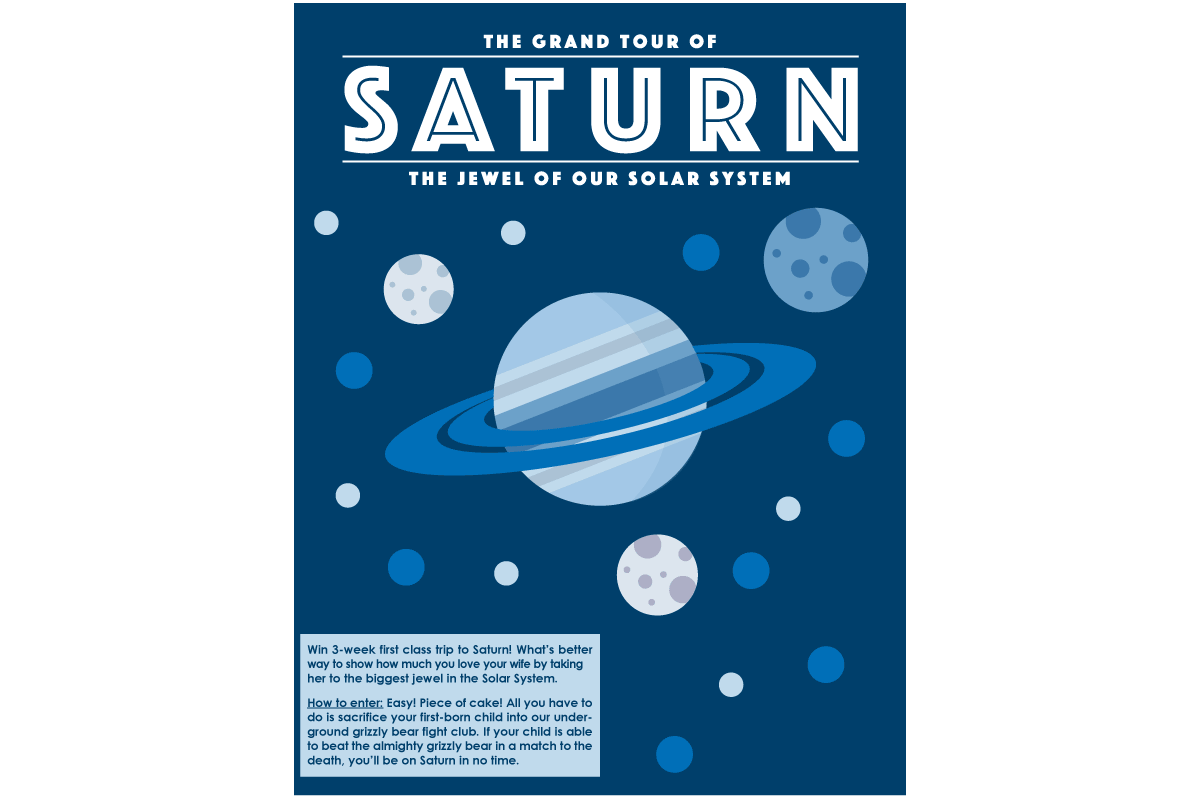 THE GRAND TOUR OF
SATURN
THE JEWEL OF OUR SOLAR SYSTEM
Win 3-week first class trip to Saturn! What's better
way to show how much you love your wife by taking
her to the biggest jewel in the Solar System.
How to enter: Easy! Piece of cake! All you have to
do is sacrifice your first-born child into our under-
ground grizzly bear fight club. If your child is able
to beat the almighty grizzly bear in a match to the
death, you'll be on Saturn in no time.